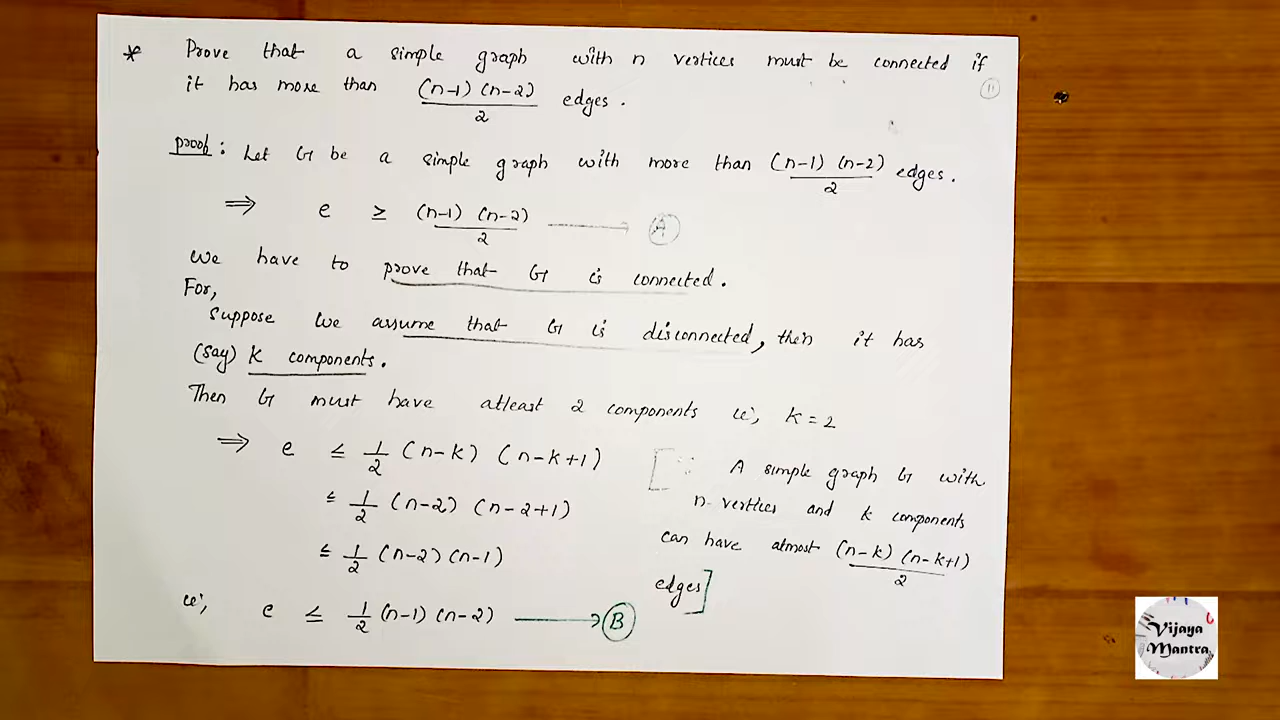 * Prove that a simple graph with n vertices must be connected if
it has more than (n-1) (n-2)/2 edges.
11
proof: Let G be a simple graph with more than (n-1) (n-2)/2 edges.
⇒ e ≥ (n-1) (n-2)/2 ——→ A
We have to prove that G is connected.
For,
Suppose we assume that G is disconnected, then it has
(say) K components.
Then G must have atleast 2 components ie, K = 2
⇒ e ≤ 1/2 (n-k) (n-k+1)
≤ 1/2 (n-2) (n-2+1)
≤ 1/2 (n-2) (n-1)
ie, e ≤ 1/2 (n-1) (n-2) ——→ B
[∵ A simple graph G with
n-vertices and k components
can have atmost (n-k) (n-k+1)/2
edges]
Vijaya
Mantra